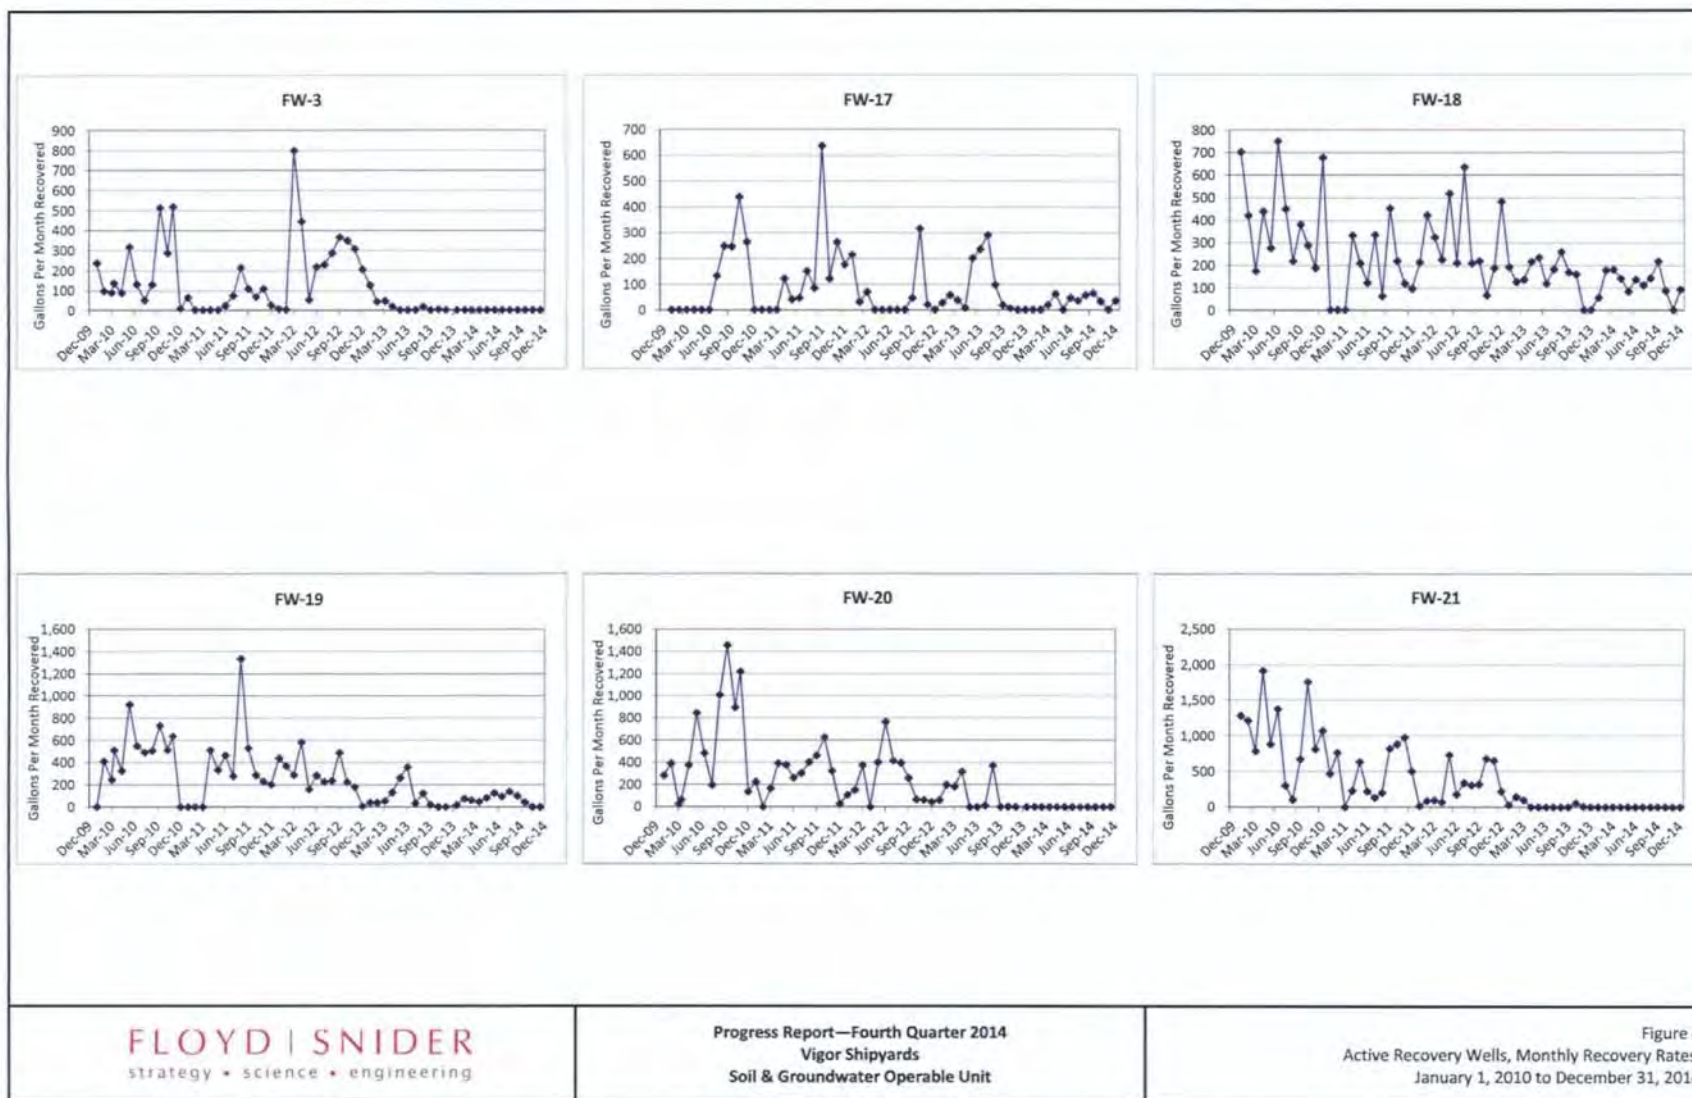 FW-3
Gallons Per Month Recovered
900
800
700
600
500
400
300
200
100
0
Dec-09
Mar-10
Jun-10
Sep-10
Dec-10
Mar-11
Jun-11
Sep-11
Dec-11
Mar-12
Jun-12
Sep-12
Dec-12
Mar-13
Jun-13
Sep-13
Dec-13
Mar-14
Jun-14
Sep-14
Dec-14
FW-17
Gallons Per Month Recovered
700
600
500
400
300
200
100
0
Dec-09
Mar-10
Jun-10
Sep-10
Dec-10
Mar-11
Jun-11
Sep-11
Dec-11
Mar-12
Jun-12
Sep-12
Dec-12
Mar-13
Jun-13
Sep-13
Dec-13
Mar-14
Jun-14
Sep-14
Dec-14
FW-18
Gallons Per Month Recovered
800
700
600
500
400
300
200
100
0
Dec-09
Mar-10
Jun-10
Sep-10
Dec-10
Mar-11
Jun-11
Sep-11
Dec-11
Mar-12
Jun-12
Sep-12
Dec-12
Mar-13
Jun-13
Sep-13
Dec-13
Mar-14
Jun-14
Sep-14
Dec-14
FW-19
Gallons Per Month Recovered
1,600
1,400
1,200
1,000
800
600
400
200
0
Dec-09
Mar-10
Jun-10
Sep-10
Dec-10
Mar-11
Jun-11
Sep-11
Dec-11
Mar-12
Jun-12
Sep-12
Dec-12
Mar-13
Jun-13
Sep-13
Dec-13
Mar-14
Jun-14
Sep-14
Dec-14
FW-20
Gallons Per Month Recovered
1,600
1,400
1,200
1,000
800
600
400
200
0
Dec-09
Mar-10
Jun-10
Sep-10
Dec-10
Mar-11
Jun-11
Sep-11
Dec-11
Mar-12
Jun-12
Sep-12
Dec-12
Mar-13
Jun-13
Sep-13
Dec-13
Mar-14
Jun-14
Sep-14
Dec-14
FW-21
Gallons Per Month Recovered
2,500
2,000
1,500
1,000
500
0
Dec-09
Mar-10
Jun-10
Sep-10
Dec-10
Mar-11
Jun-11
Sep-11
Dec-11
Mar-12
Jun-12
Sep-12
Dec-12
Mar-13
Jun-13
Sep-13
Dec-13
Mar-14
Jun-14
Sep-14
Dec-14
FLOYD | SNIDER
strategy • science • engineering
Progress Report—Fourth Quarter 2014
Vigor Shipyards
Soil & Groundwater Operable Unit
Figure
Active Recovery Wells, Monthly Recovery Rates
January 1, 2010 to December 31, 201